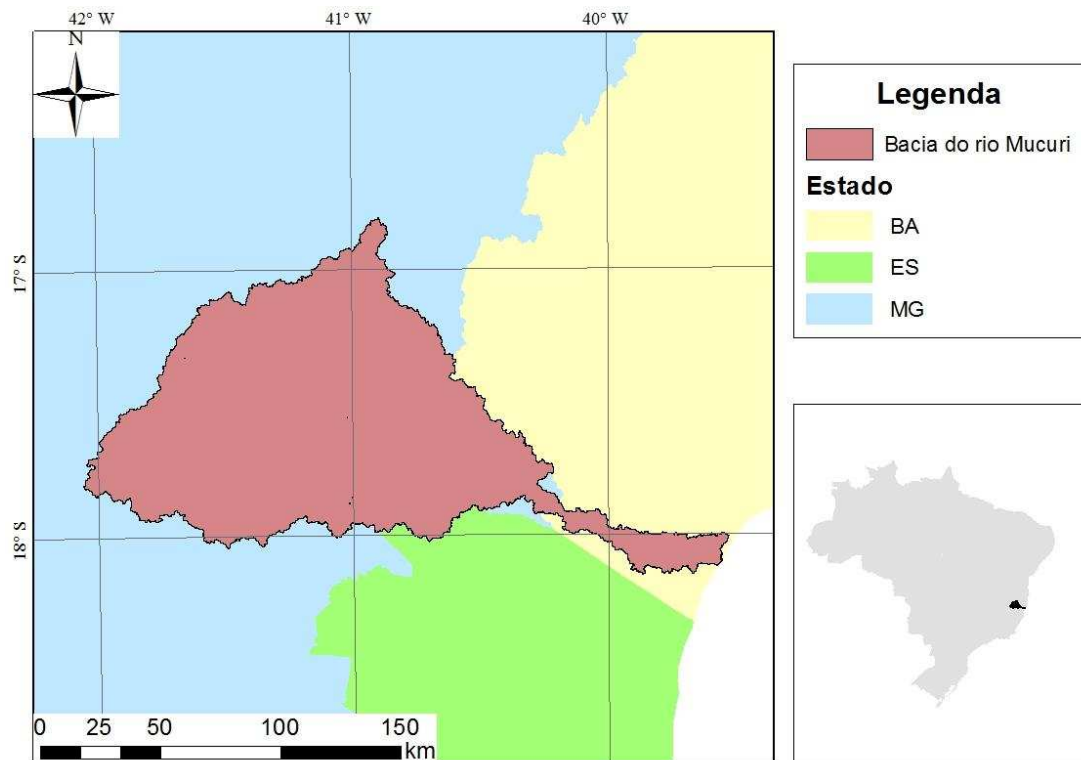 42° W 41° W 40° W
N
17° S
18° S
0 25 50 100 150
km
Legenda
Bacia do rio Mucuri
Estado
BA
ES
MG